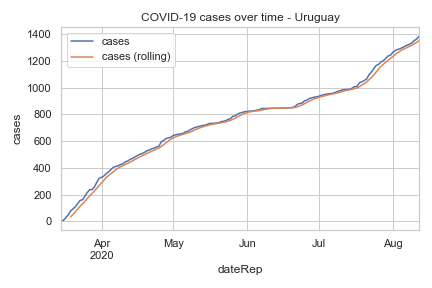 COVID-19 cases over time - Uruguay
cases
cases (rolling)
1400
1200
1000
800
600
400
200
0
cases
Apr
2020
May
Jun
Jul
Aug
dateRep